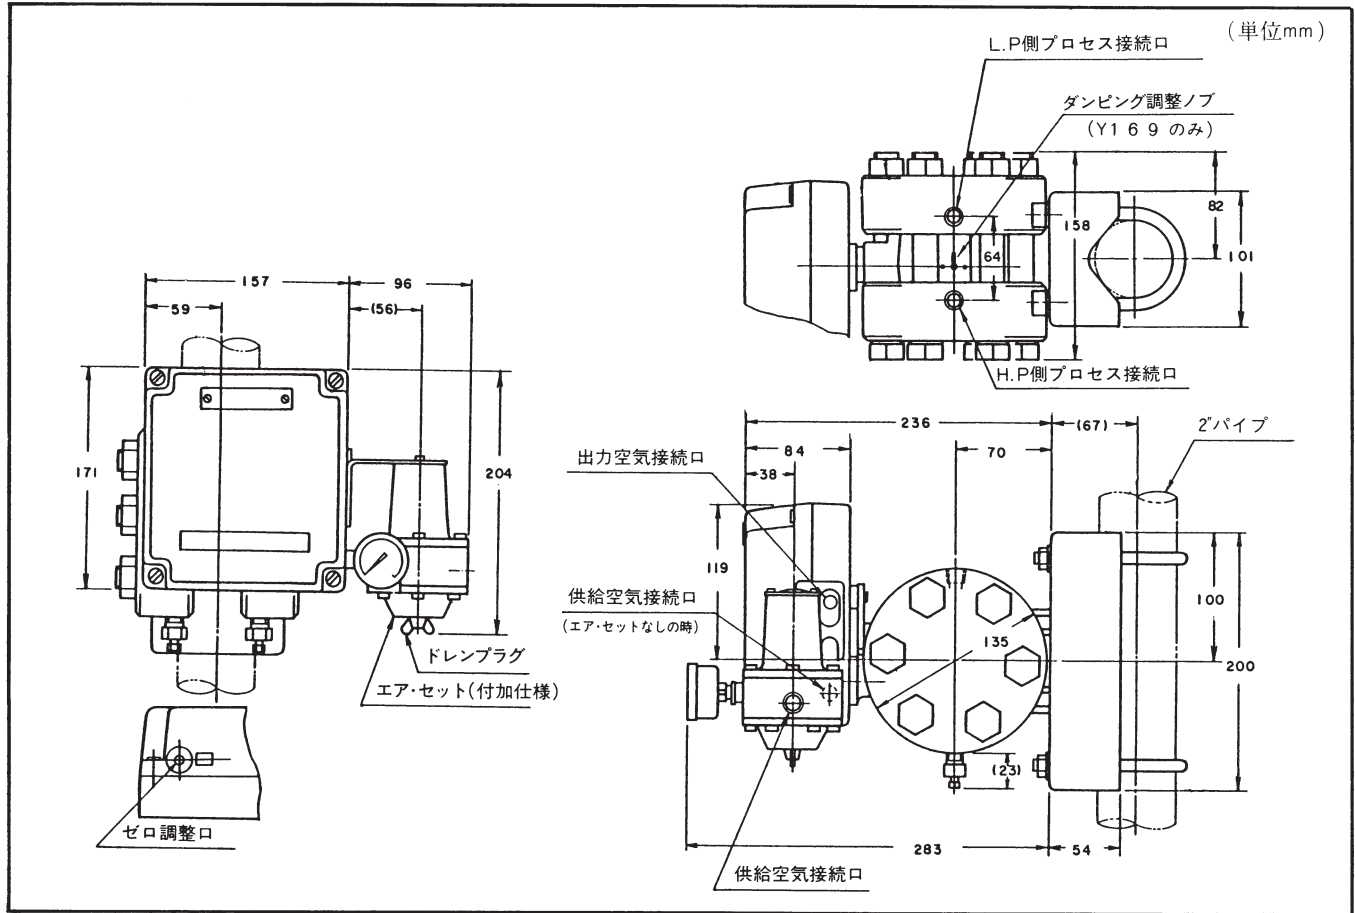 (単位mm)
L.P側プロセス接続口
ダンピング調整ノブ
(Y169のみ)
82
158
64
101
H.P側プロセス接続口
157
96
59
(56)
171
204
ドレンプラグ
エア・セット(付加仕様)
ゼロ調整口
236
(67)
2"パイプ
84
70
出力空気接続口
38
119
供給空気接続口
(エア・セットなしの時)
135
100
200
(23)
283
54
供給空気接続口